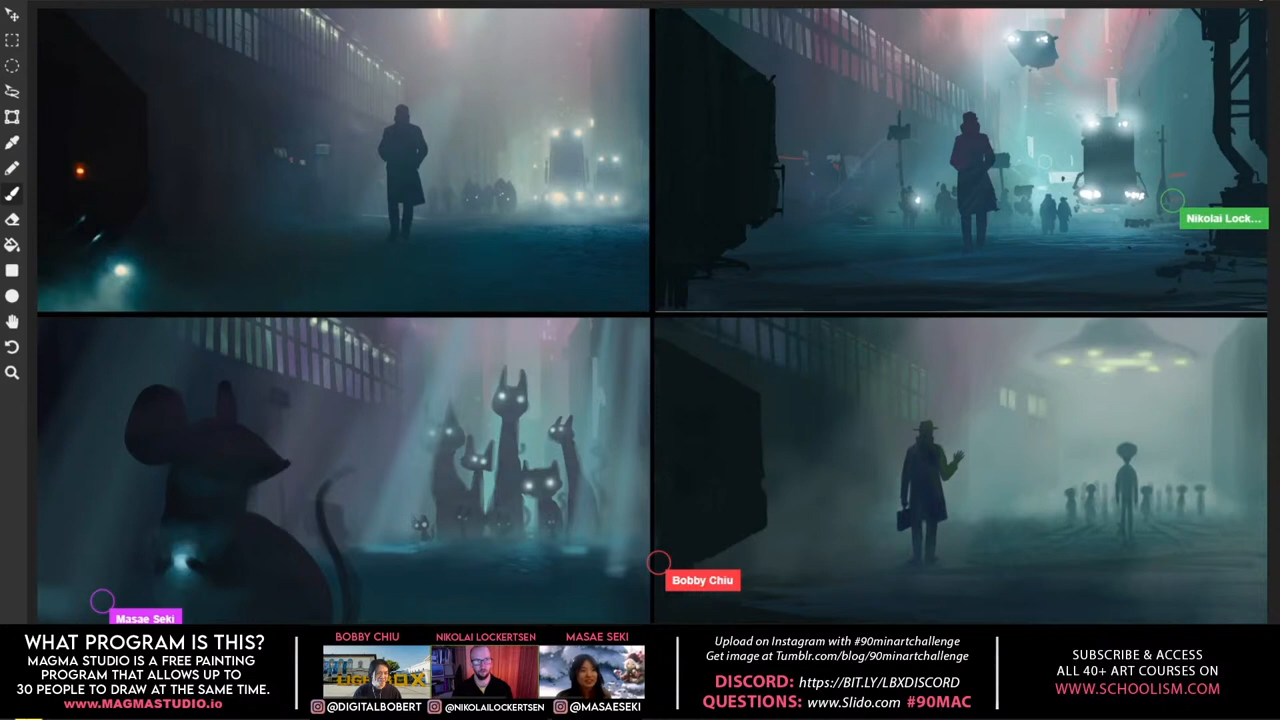 Nikolai Lock...
Bobby Chiu
Masae Seki
WHAT PROGRAM IS THIS?
MAGMA STUDIO IS A FREE PAINTING
PROGRAM THAT ALLOWS UP TO
30 PEOPLE TO DRAW AT THE SAME TIME.
www.MAGMASTUDIO.io
BOBBY CHIU
NIKOLAI LOCKERTSEN
MASAE SEKI
@DIGITALBOBERT
@NIKOLAILOCKERTSEN
@MASAESEKI
Upload on Instagram with #90minartchallenge
Get image at Tumblr.com/blog/90minartchallenge
DISCORD: https://BIT.LY/LBXDISCORD
QUESTIONS: www.Slido.com #90MAC
SUBSCRIBE & ACCESS
ALL 40+ ART COURSES ON
WWW.SCHOOLISM.COM